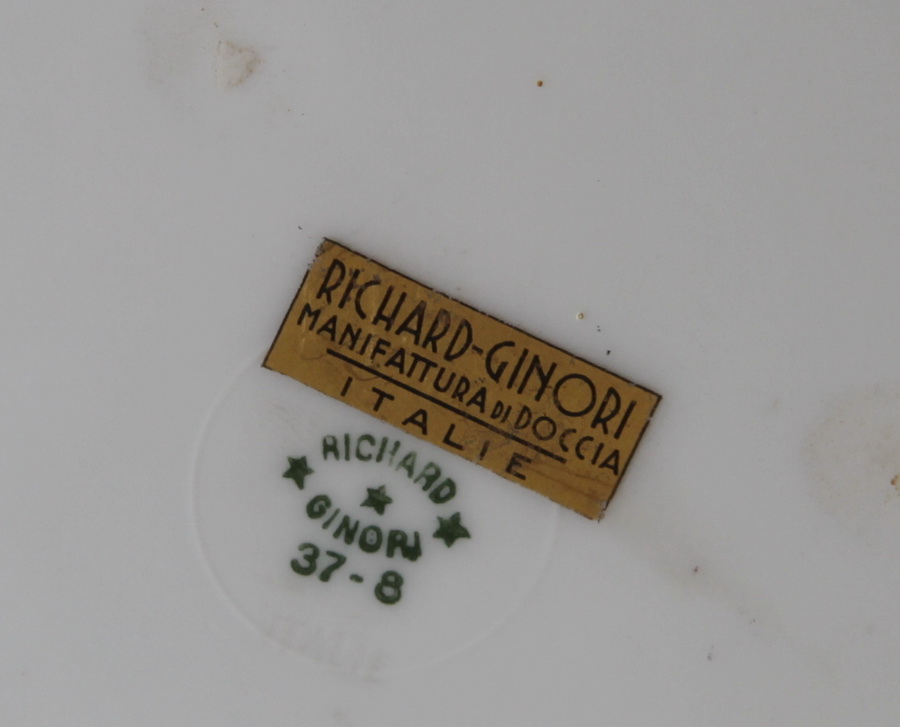 RICHARD-GINORI
MANIFATTURA DI DOCCIA
ITALIE
RICHARD
GINORI
37-8